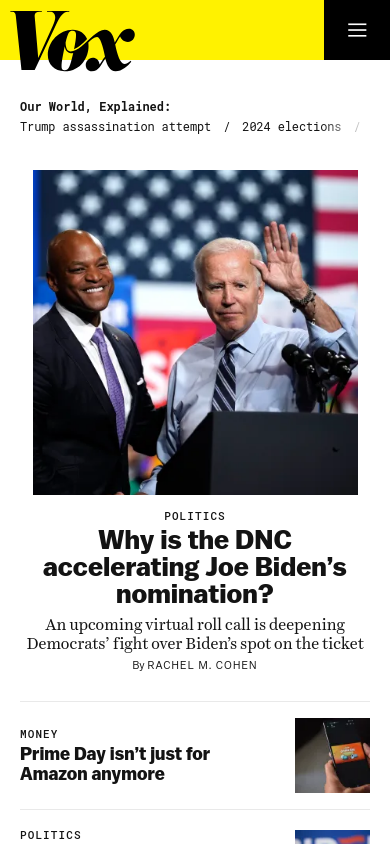 Vox
Our World, Explained:
Trump assassination attempt / 2024 elections /
POLITICS
Why is the DNC
accelerating Joe Biden’s
nomination?
An upcoming virtual roll call is deepening
Democrats’ fight over Biden’s spot on the ticket
By RACHEL M. COHEN
MONEY
Prime Day isn’t just for
Amazon anymore
POLITICS